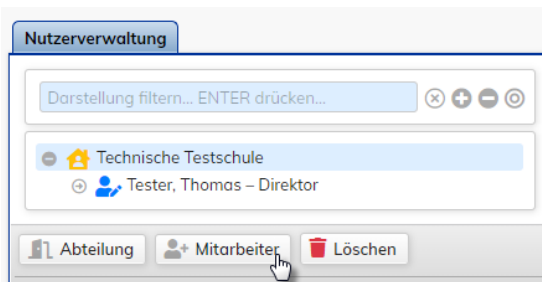 Nutzerverwaltung
Darstellung filtern... ENTER drücken...
Technische Testschule
Tester, Thomas – Direktor
Abteilung Mitarbeiter Löschen